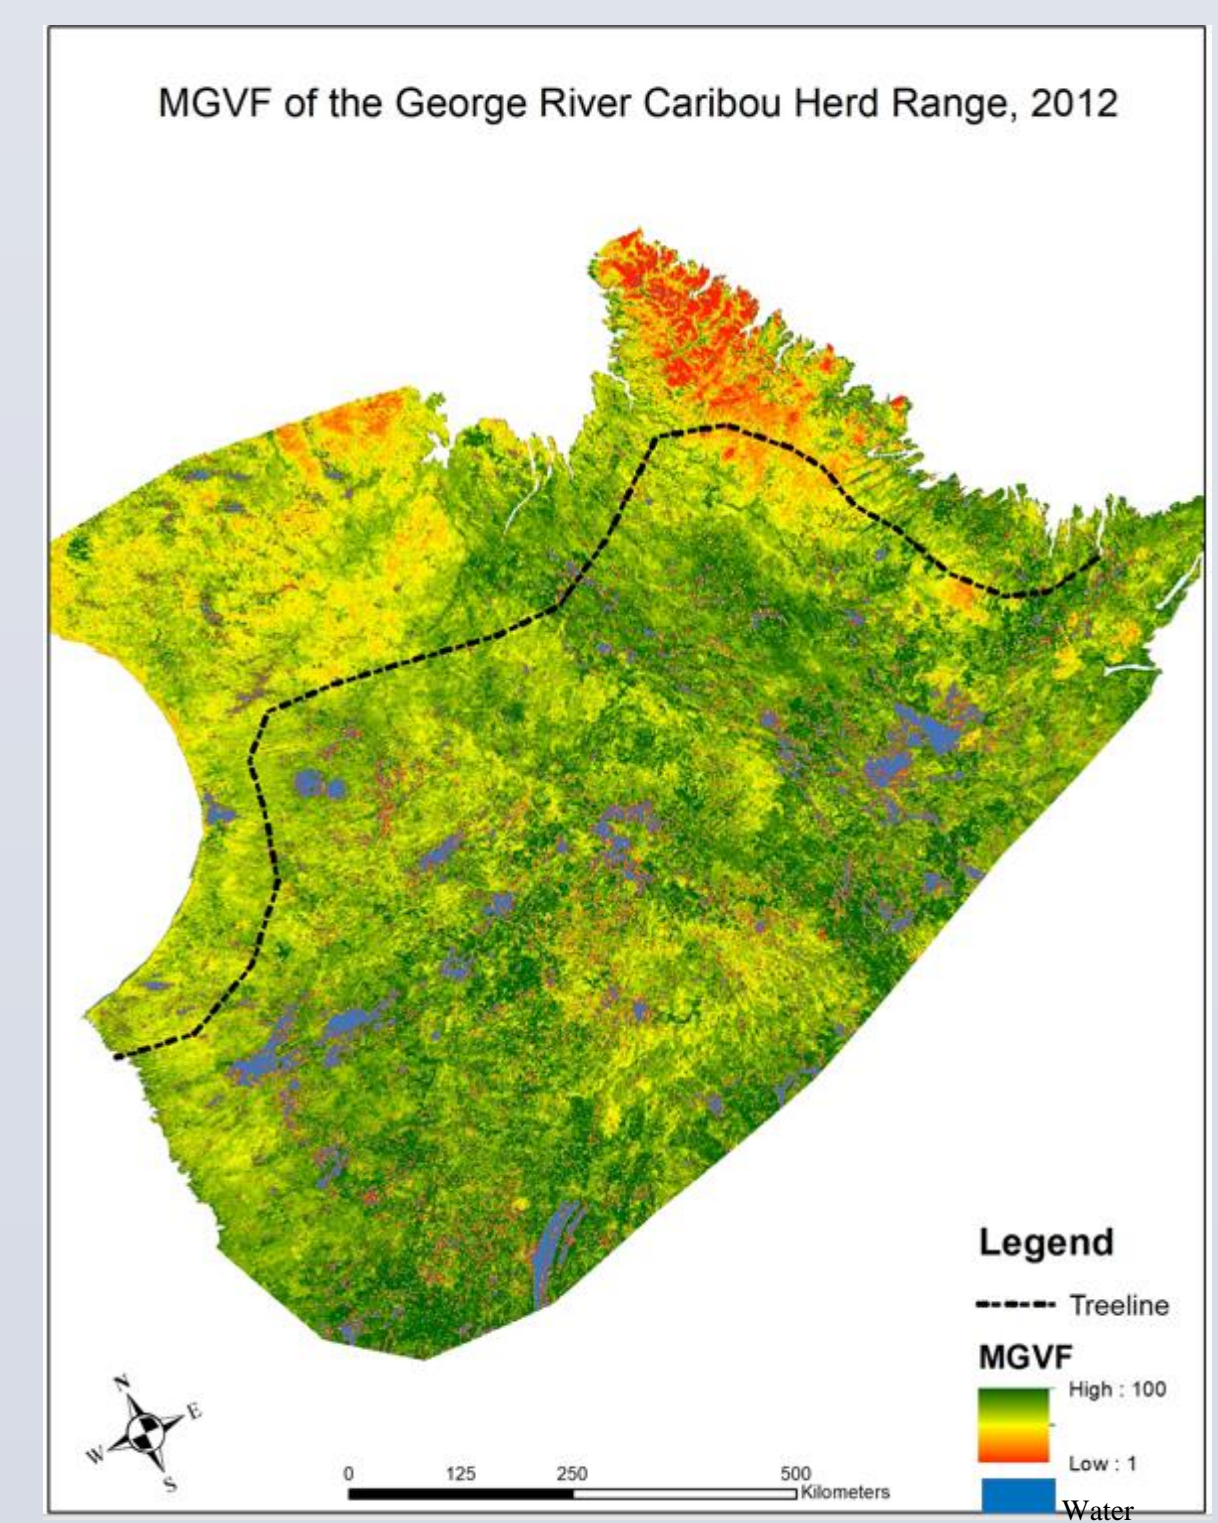 MGVF of the George River Caribou Herd Range, 2012
Legend
Treeline
MGVF
High : 100
Low : 1
Water
N
E
W
S
0 125 250 500
Kilometers